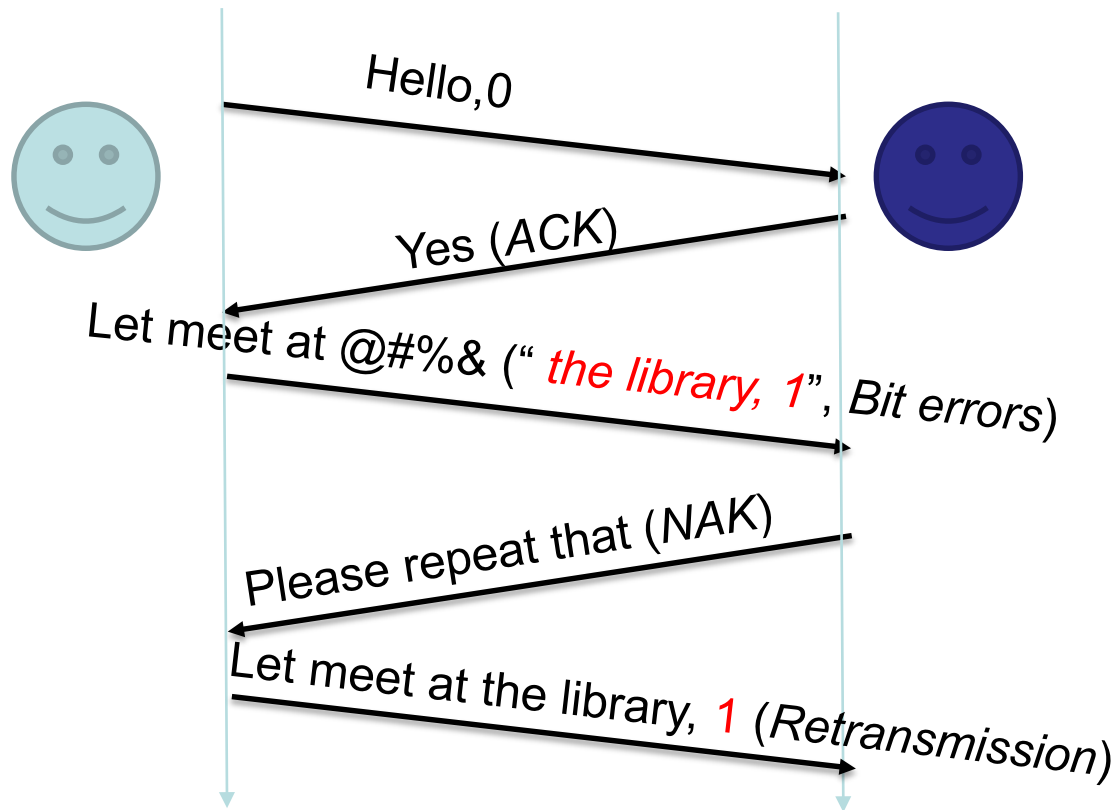 Hello,0
Yes (ACK)
Let meet at @#%& (“ the library, 1”, Bit errors)
Please repeat that (NAK)
Let meet at the library, 1 (Retransmission)